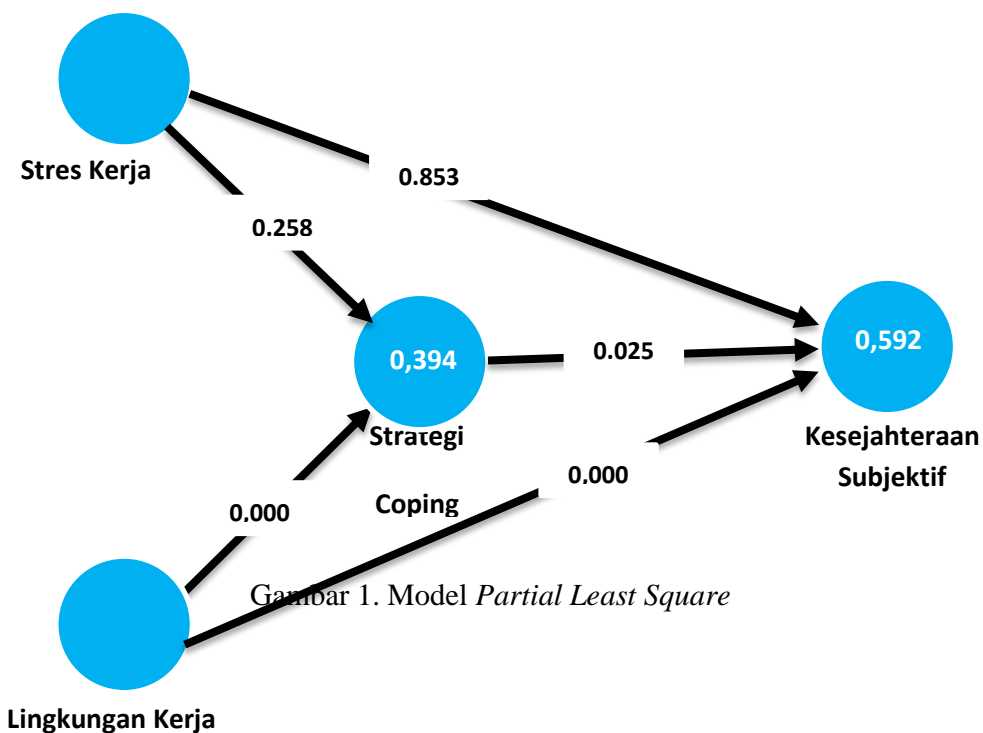 Stres Kerja
0.853
0.258
0,394
0.025
0,592
Strategi
Coping
Kesejahteraan
Subjektif
0.000
0.000
Gambar 1. Model Partial Least Square
Lingkungan Kerja